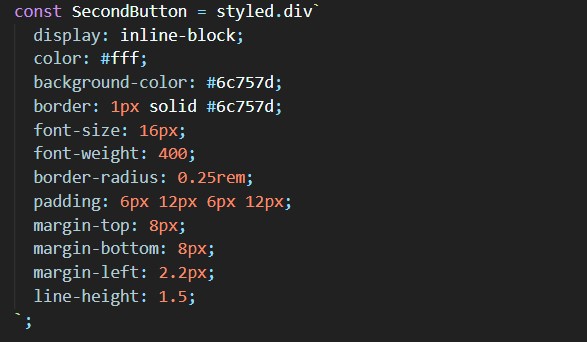 const SecondButton = styled.div`
display: inline-block;
color: #fff;
background-color: #6c757d;
border: 1px solid #6c757d;
font-size: 16px;
font-weight: 400;
border-radius: 0.25rem;
padding: 6px 12px 6px 12px;
margin-top: 8px;
margin-bottom: 8px;
margin-left: 2.2px;
line-height: 1.5;
`;